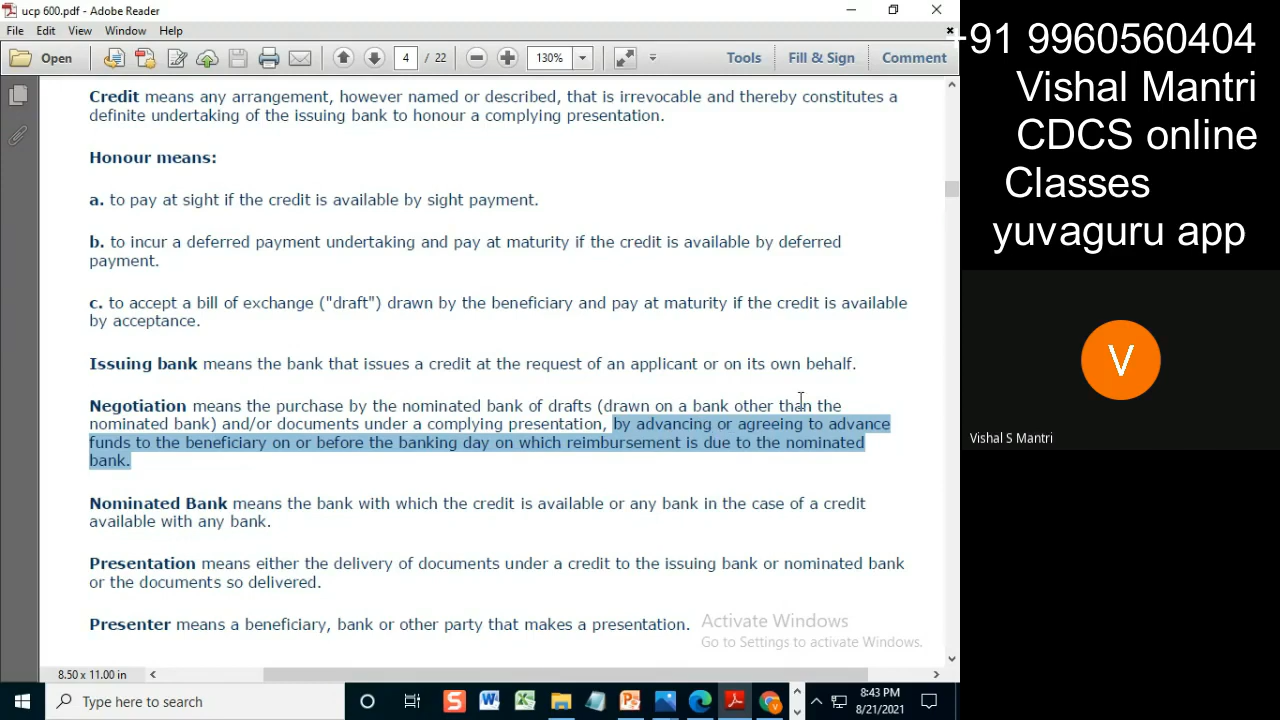 ucp 600.pdf - Adobe Reader
File Edit View Window Help
Open 4 / 22 130% Tools Fill & Sign Comment
Credit means any arrangement, however named or described, that is irrevocable and thereby constitutes a
definite undertaking of the issuing bank to honour a complying presentation.
Honour means:
a. to pay at sight if the credit is available by sight payment.
b. to incur a deferred payment undertaking and pay at maturity if the credit is available by deferred
payment.
c. to accept a bill of exchange ("draft") drawn by the beneficiary and pay at maturity if the credit is available
by acceptance.
Issuing bank means the bank that issues a credit at the request of an applicant or on its own behalf.
Negotiation means the purchase by the nominated bank of drafts (drawn on a bank other than the
nominated bank) and/or documents under a complying presentation, by advancing or agreeing to advance
funds to the beneficiary on or before the banking day on which reimbursement is due to the nominated
bank.
Nominated Bank means the bank with which the credit is available or any bank in the case of a credit
available with any bank.
Presentation means either the delivery of documents under a credit to the issuing bank or nominated bank
or the documents so delivered.
Presenter means a beneficiary, bank or other party that makes a presentation.
Activate Windows
Go to Settings to activate Windows.
8.50 x 11.00 in
Type here to search
8:43 PM
8/21/2021
+91 9960560404
Vishal Mantri
CDCS online
Classes
yuvaguru app
V
Vishal S Mantri